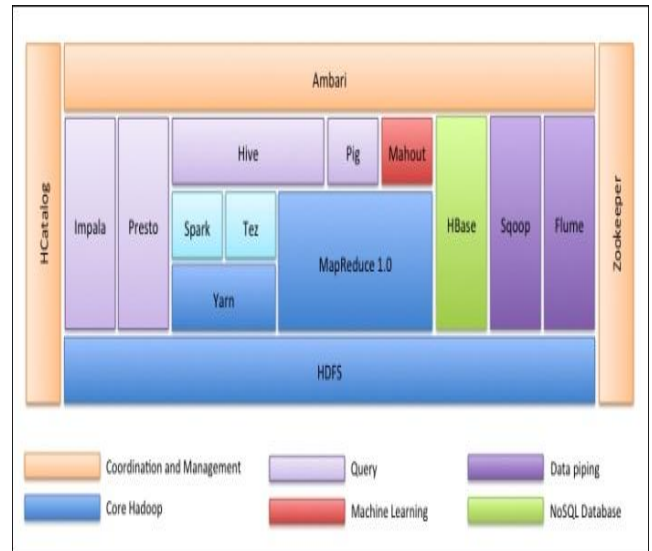 Ambari
HCatalog
Impala
Presto
Hive
Pig
Mahout
HBase
Sqoop
Flume
Zookeeper
Spark
Tez
MapReduce 1.0
Yarn
HDFS
Coordination and Management
Query
Data piping
Core Hadoop
Machine Learning
NoSQL Database